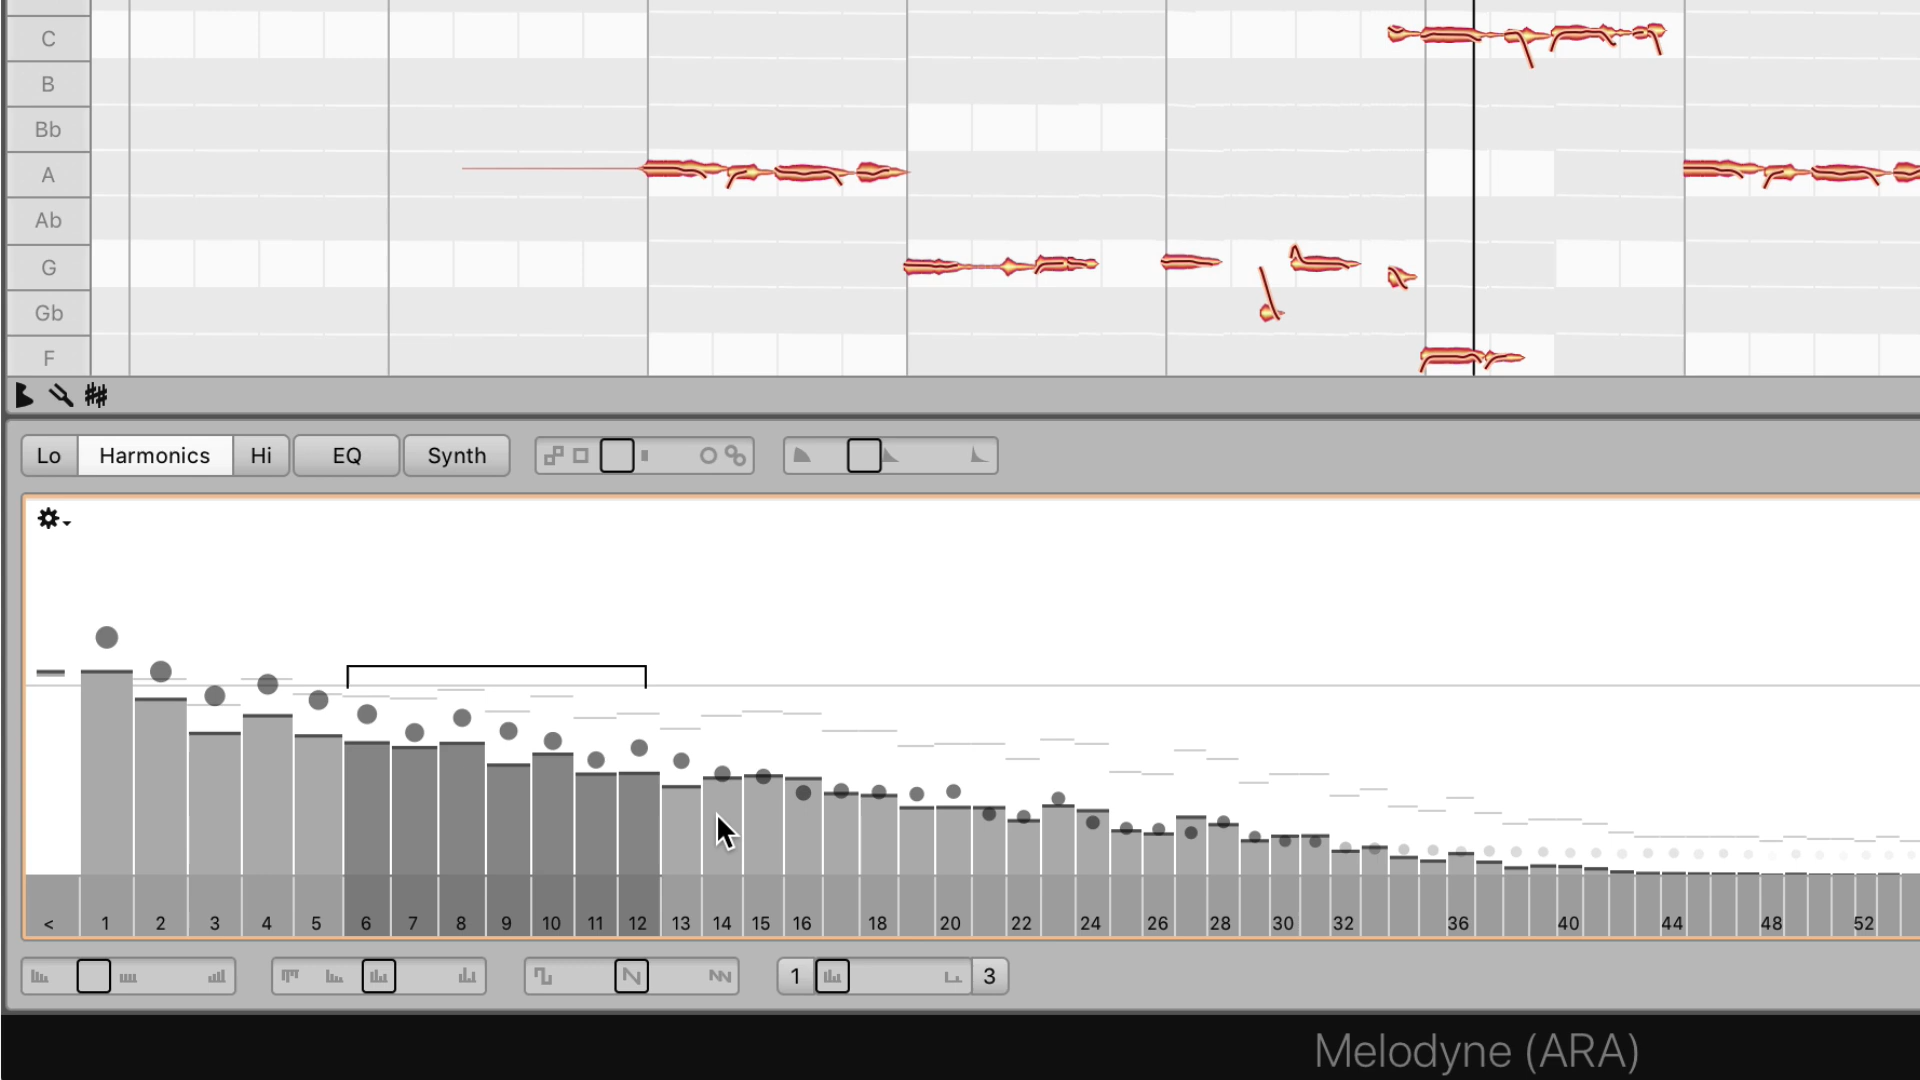 C
B
Bb
A
Ab
G
Gb
F
Lo Harmonics Hi EQ Synth
< 1 2 3 4 5 6 7 8 9 10 11 12 13 14 15 16 18 20 22 24 26 28 30 32 36 40 44 48 52
1 3
Melodyne (ARA)